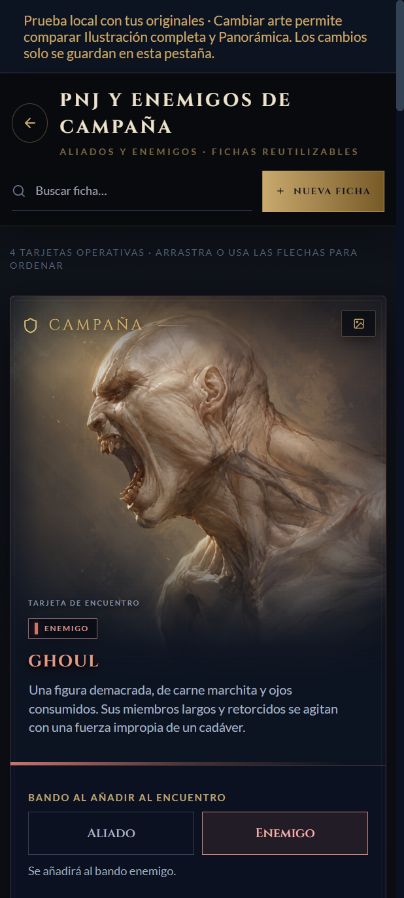 Prueba local con tus originales · Cambiar arte permite
comparar Ilustración completa y Panorámica. Los cambios
solo se guardan en esta pestaña.
PNJ Y ENEMIGOS DE
CAMPAÑA
ALIADOS Y ENEMIGOS · FICHAS REUTILIZABLES
Buscar ficha...
+ NUEVA FICHA
4 TARJETAS OPERATIVAS · ARRASTRA O USA LAS FLECHAS PARA
ORDENAR
CAMPAÑA
TARJETA DE ENCUENTRO
ENEMIGO
GHOUL
Una figura demacrada, de carne marchita y ojos
consumidos. Sus miembros largos y retorcidos se agitan
con una fuerza impropia de un cadáver.
BANDO AL AÑADIR AL ENCUENTRO
ALIADO
ENEMIGO
Se añadirá al bando enemigo.